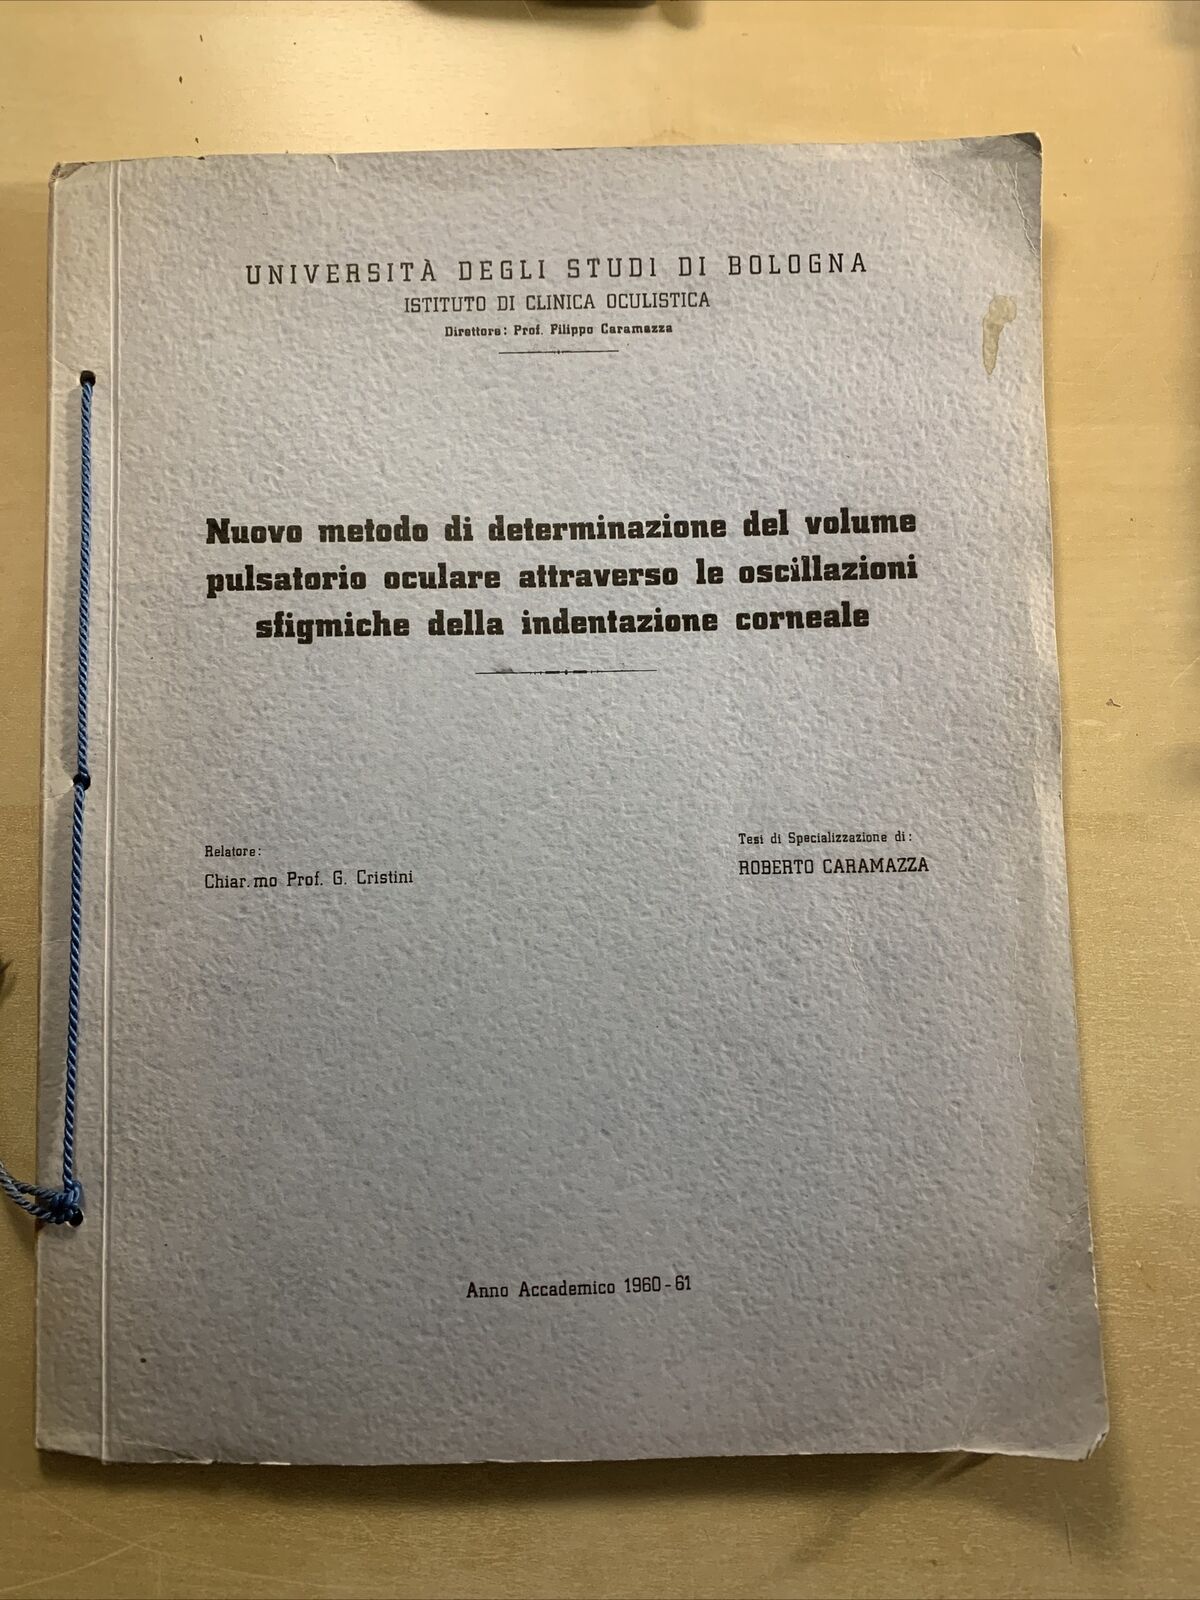 UNIVERSITÀ DEGLI STUDI DI BOLOGNA
ISTITUTO DI CLINICA OCULISTICA
Direttore: Prof. Filippo Caramazza
Nuovo metodo di determinazione del volume
pulsatorio oculare attraverso le oscillazioni
sfigmiche della indentazione corneale
Relatore:
Chiar.mo Prof. G. Cristini
Tesi di Specializzazione di:
ROBERTO CARAMAZZA
Anno Accademico 1960-61